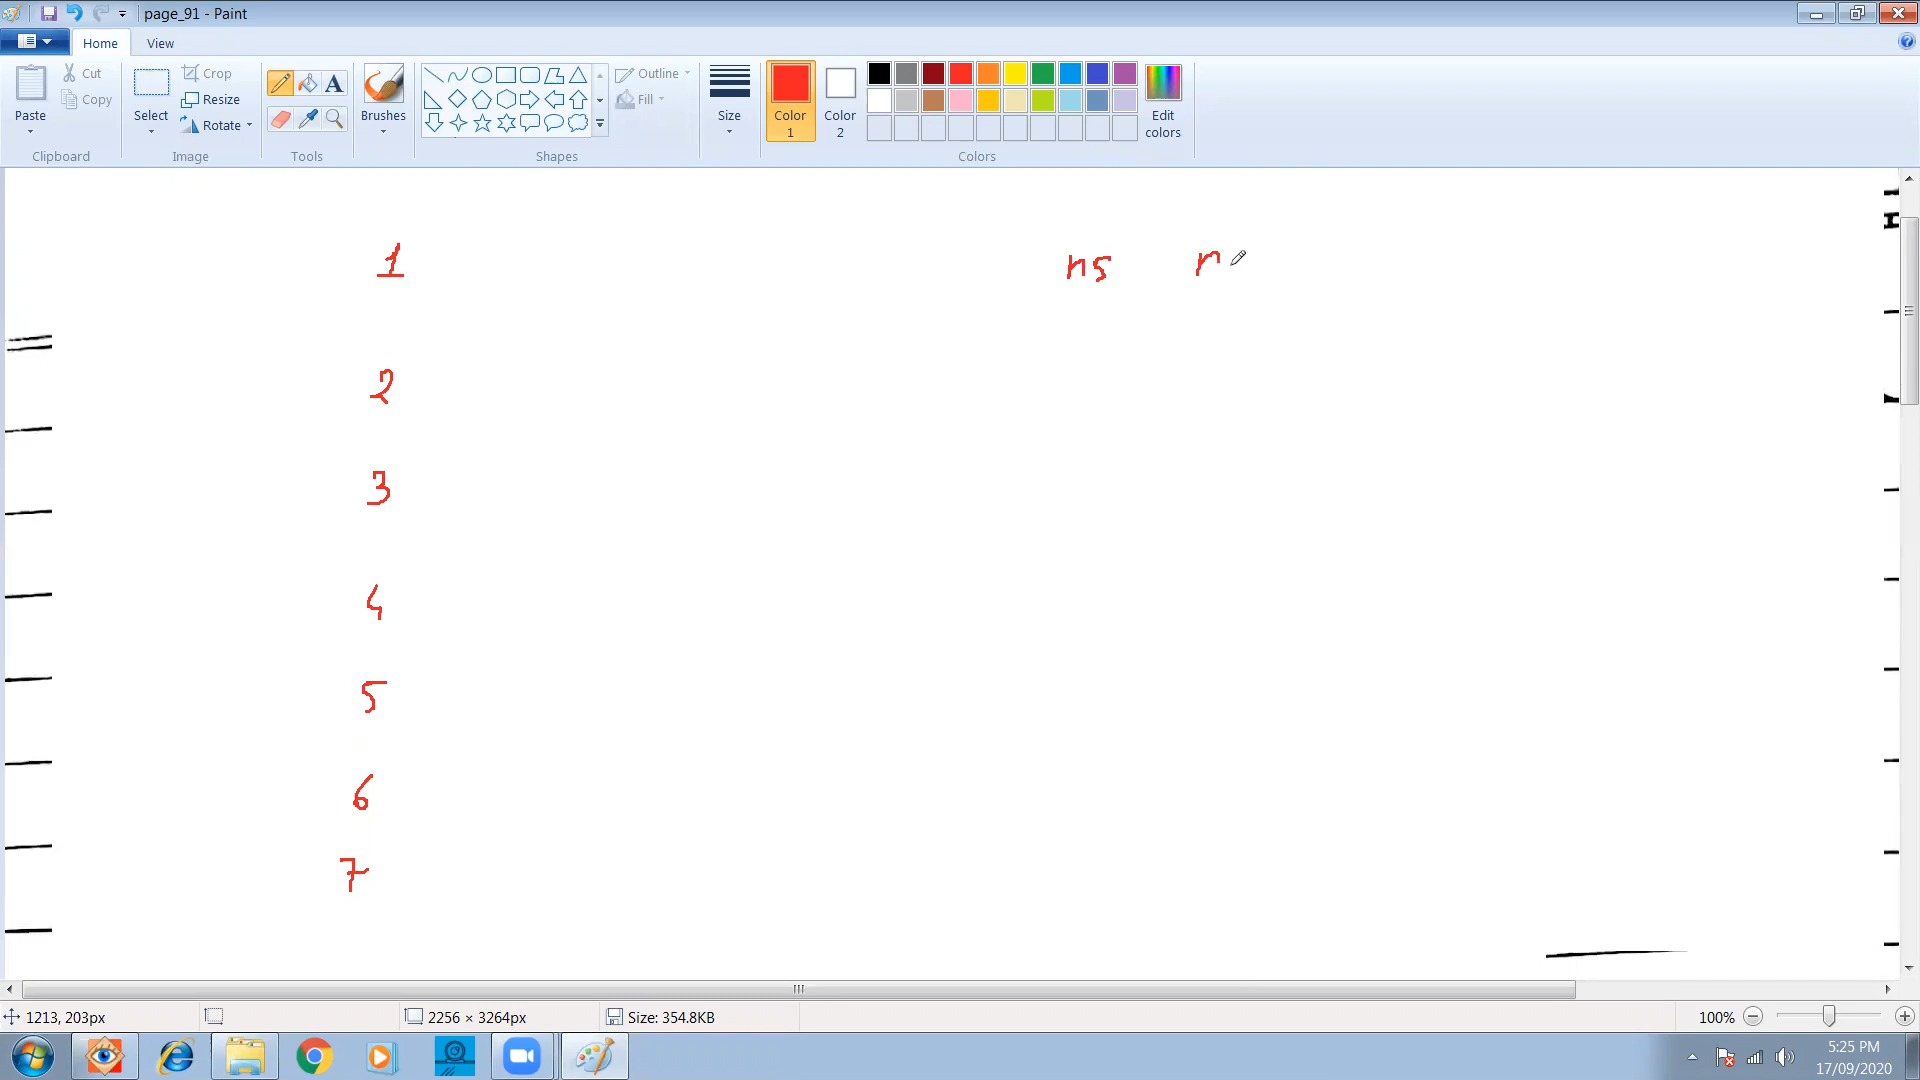 page_91 - Paint
Home View
Paste Cut Copy Clipboard
Select Crop Resize Rotate Image
Tools
Brushes
Shapes
Outline Fill
Size
Color 1
Color 2
Edit colors
Colors
1 ns r
2
3
4
5
6
7
1213, 203px 2256 × 3264px Size: 354.8KB 100%
5:25 PM
17/09/2020